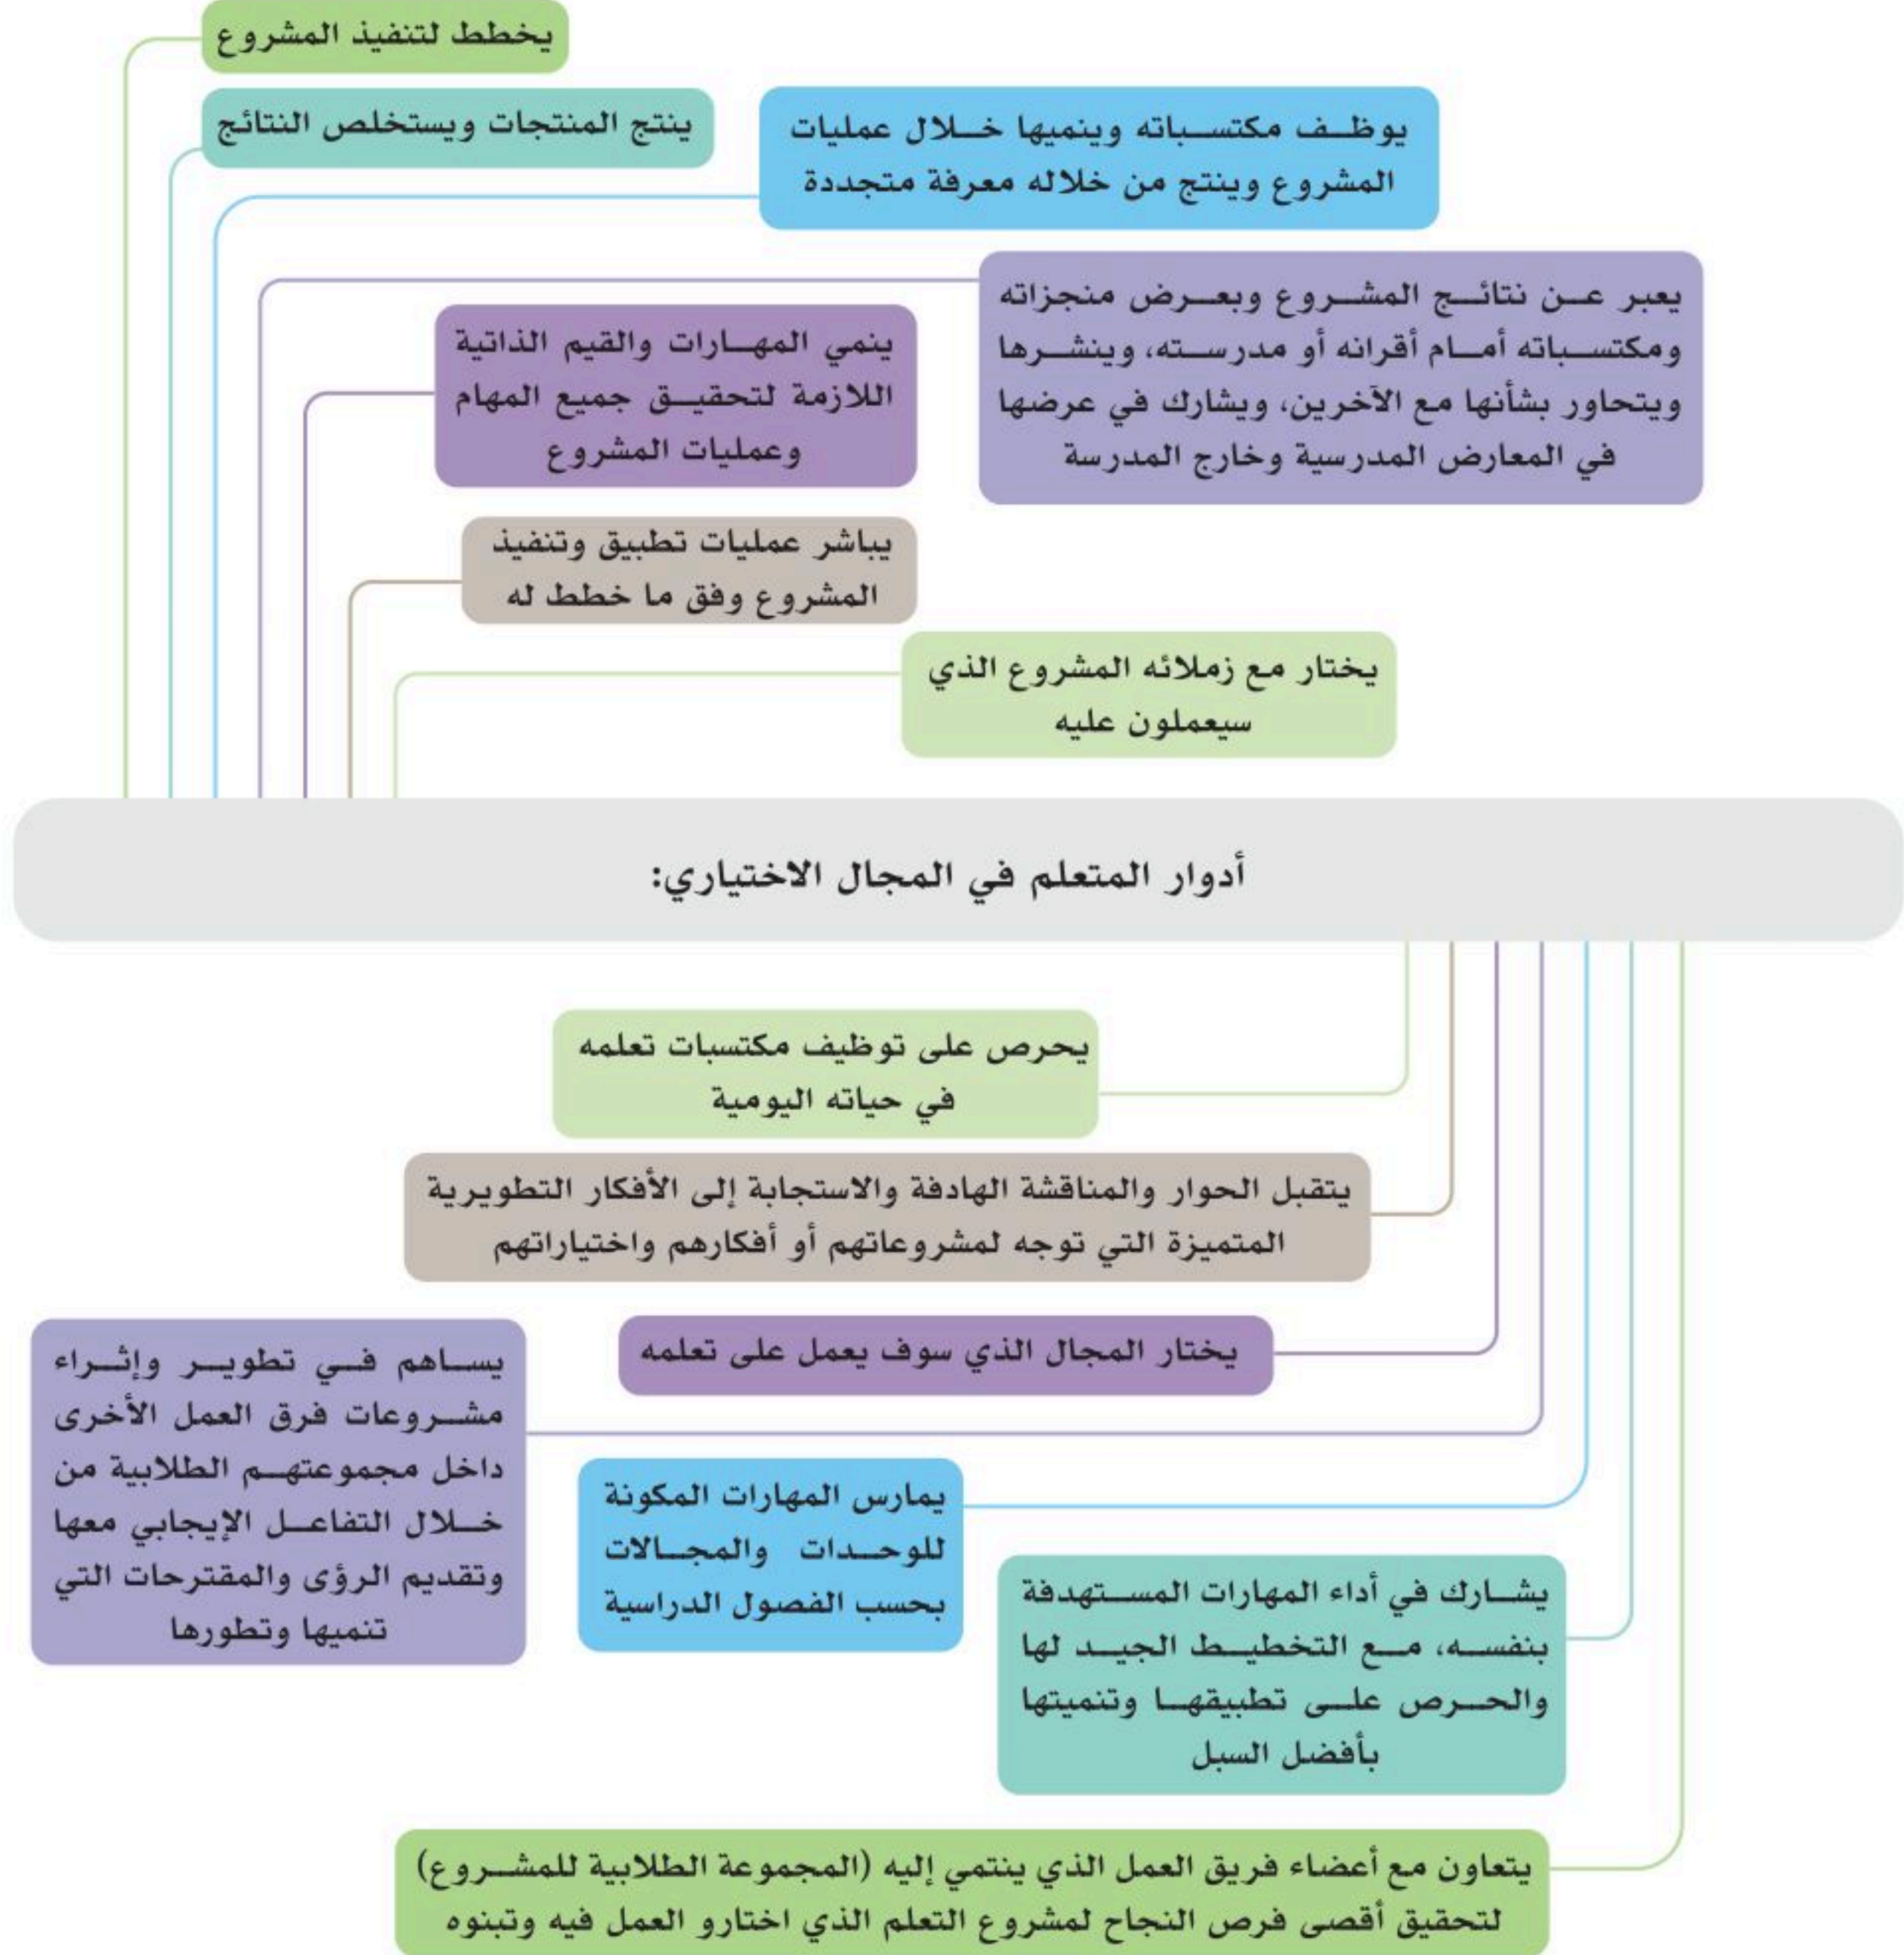 يخطط لتنفيذ المشروع
ينتج المنتجات ويستخلص النتائج
يوظف مكتسباته وينميها خلال عمليات
المشروع وينتج من خلاله معرفة متجددة
يعبر عن نتائج المشروع وبعرض منجزاته
ومكتسباته أمام أقرانه أو مدرسته، وينشرها
ويتحاور بشأنها مع الآخرين، ويشارك في عرضها
في المعارض المدرسية وخارج المدرسة
ينمي المهارات والقيم الذاتية
اللازمة لتحقيق جميع المهام
وعمليات المشروع
يباشر عمليات تطبيق وتنفيذ
المشروع وفق ما خطط له
يختار مع زملائه المشروع الذي
سيعملون عليه
أدوار المتعلم في المجال الاختياري:
يحرص على توظيف مكتسبات تعلمه
في حياته اليومية
يتقبل الحوار والمناقشة الهادفة والاستجابة إلى الأفكار التطويرية
المتميزة التي توجه لمشروعاتهم أو أفكارهم واختياراتهم
يختار المجال الذي سوف يعمل على تعلمه
يساهم في تطوير وإثراء
مشروعات فرق العمل الأخرى
داخل مجموعتهم الطلابية من
خلال التفاعل الإيجابي معها
وتقديم الرؤى والمقترحات التي
تنميها وتطورها
يمارس المهارات المكونة
للوحدات والمجالات
بحسب الفصول الدراسية
يشارك في أداء المهارات المستهدفة
بنفسه، مع التخطيط الجيد لها
والحرص على تطبيقها وتنميتها
بأفضل السبل
يتعاون مع أعضاء فريق العمل الذي ينتمي إليه (المجموعة الطلابية للمشروع)
لتحقيق أقصى فرص النجاح لمشروع التعلم الذي اختارو العمل فيه وتبنوه